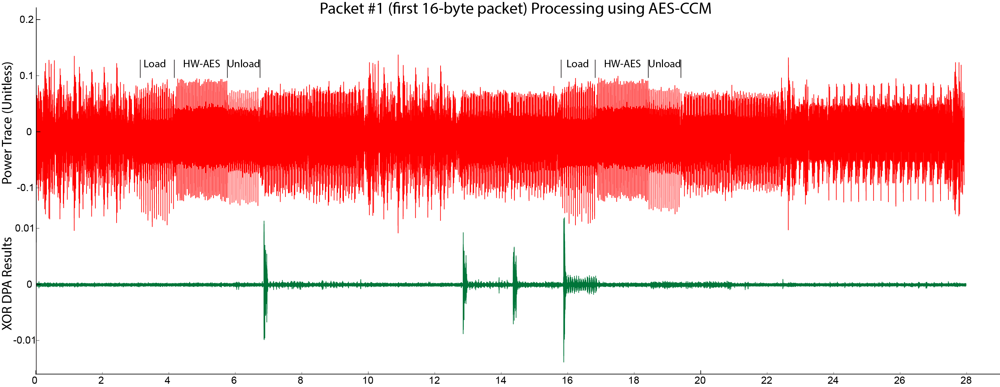 Packet #1 (first 16-byte packet) Processing using AES-CCM
Power Trace (Unitless)
0.2
0.1
0
-0.1
Load HW-AES Unload
Load HW-AES Unload
XOR DPA Results
0.01
0
-0.01
0 2 4 6 8 10 12 14 16 18 20 22 24 26 28